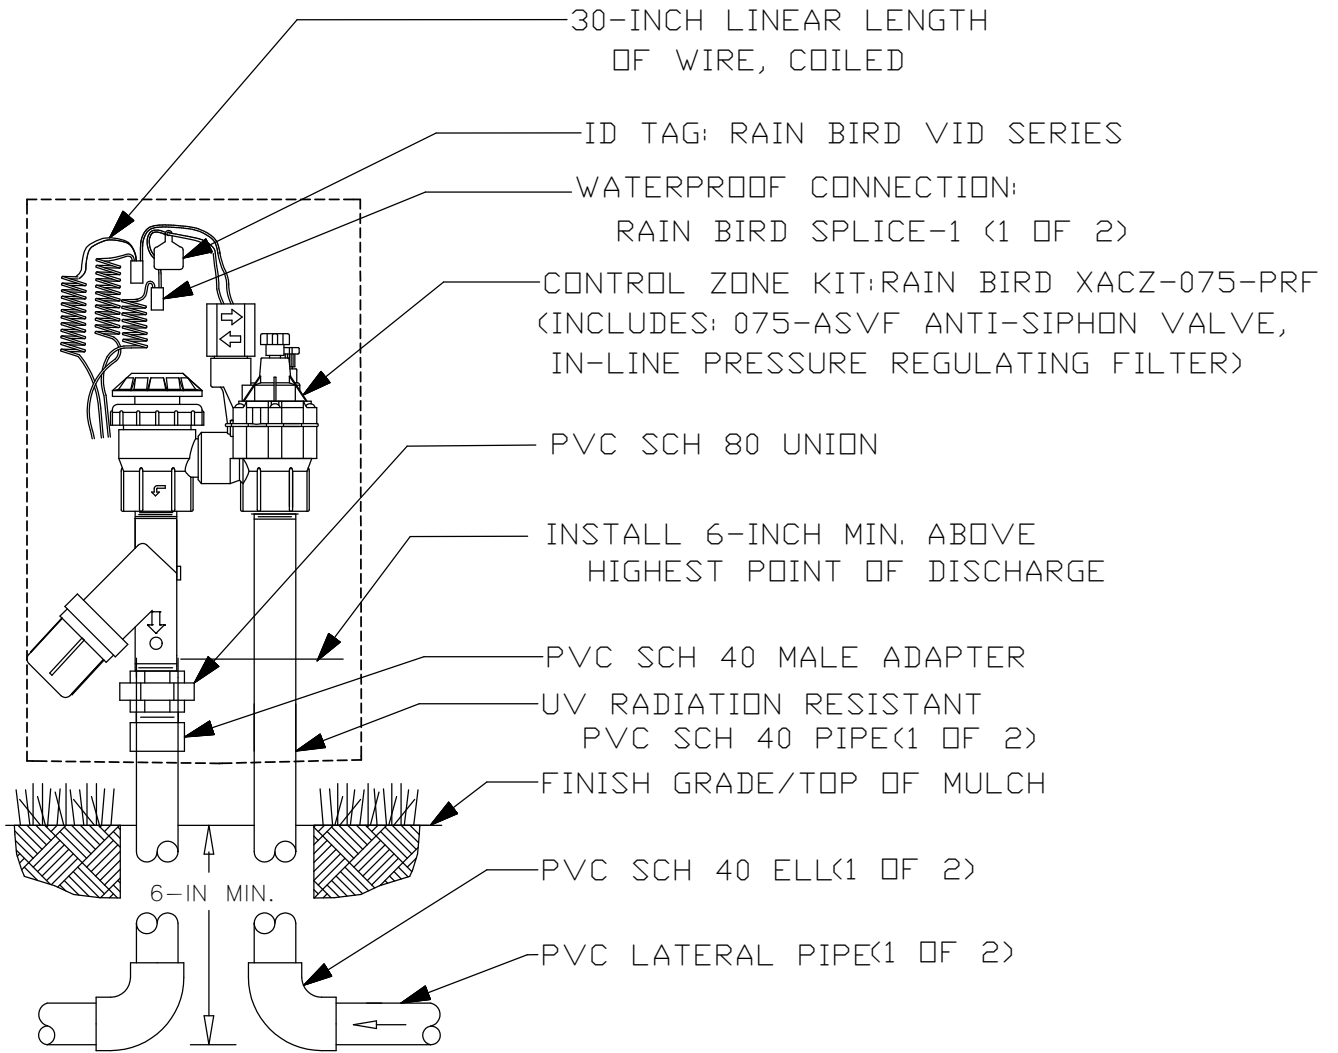 30-INCH LINEAR LENGTH
OF WIRE, COILED
ID TAG: RAIN BIRD VID SERIES
WATERPROOF CONNECTION:
RAIN BIRD SPLICE-1 (1 OF 2)
CONTROL ZONE KIT:RAIN BIRD XACZ-075-PRF
(INCLUDES: 075-ASVF ANTI-SIPHON VALVE,
IN-LINE PRESSURE REGULATING FILTER)
PVC SCH 80 UNION
INSTALL 6-INCH MIN. ABOVE
HIGHEST POINT OF DISCHARGE
PVC SCH 40 MALE ADAPTER
UV RADIATION RESISTANT
PVC SCH 40 PIPE(1 OF 2)
FINISH GRADE/TOP OF MULCH
PVC SCH 40 ELL(1 OF 2)
6-IN MIN.
PVC LATERAL PIPE(1 OF 2)